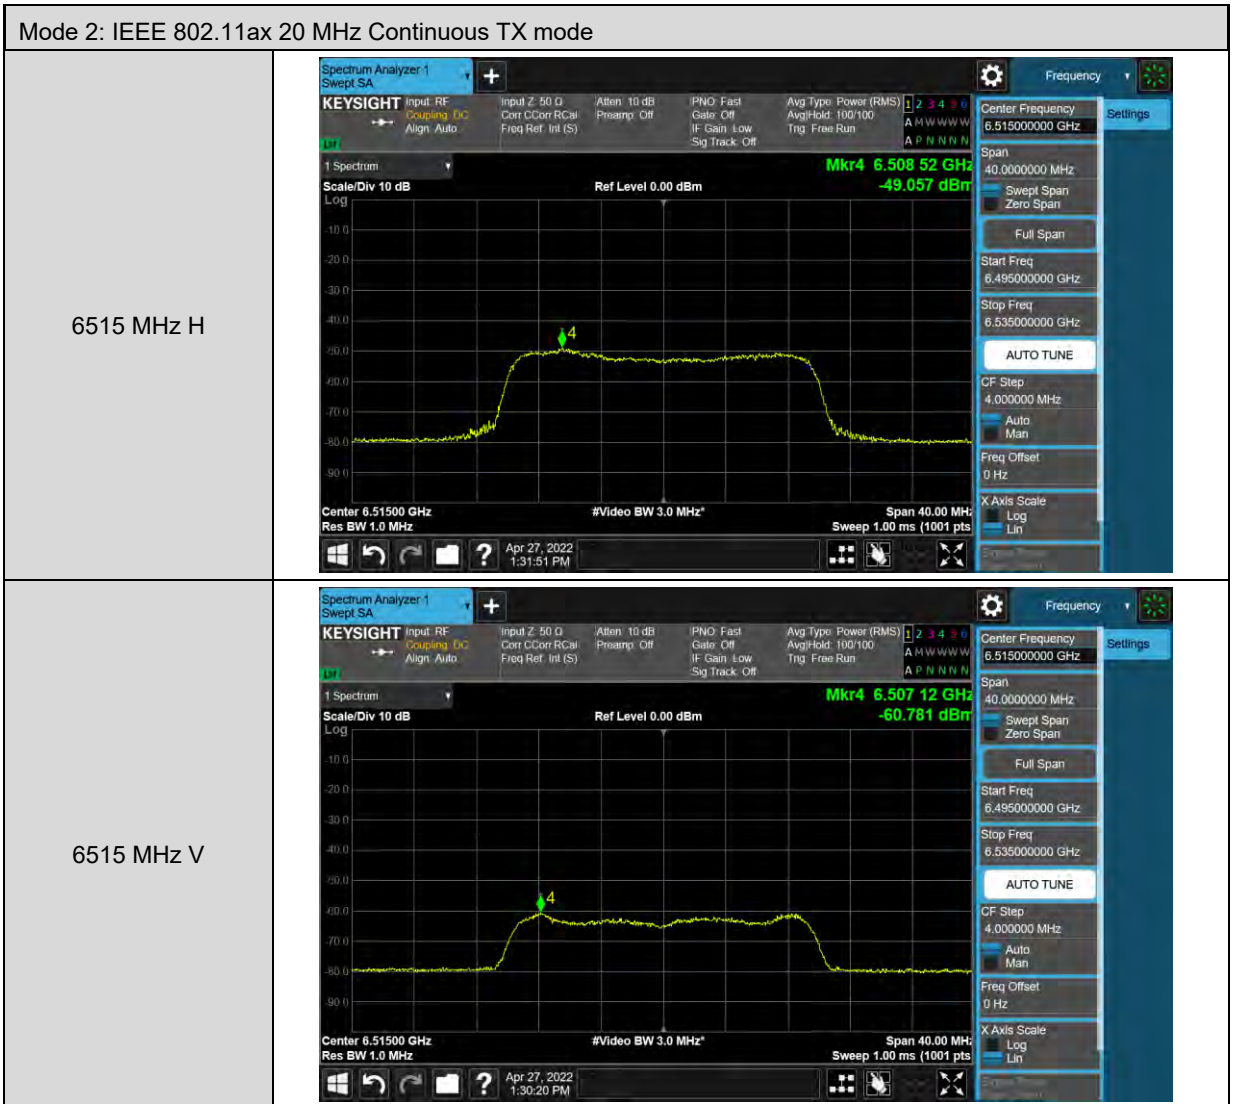 Mode 2: IEEE 802.11ax 20 MHz Continuous TX mode
6515 MHz H
Spectrum Analyzer 1
Swept SA
+
Frequency
KEYSIGHT
Input: RF
Coupling: DC
Align: Auto
Input Z: 50 Ω
Corr CCorr RCal
Freq Ref: Int (S)
Atten: 10 dB
Preamp: Off
PNO: Fast
Gate: Off
IF Gain: Low
Sig Track: Off
Avg Type: Power (RMS)
Avg|Hold: 100/100
Trig: Free Run
1 2 3 4 5 6
A M W W W W
A P N N N N
1 Spectrum
Mkr4 6.508 52 GHz
Scale/Div 10 dB
Ref Level 0.00 dBm
-49.057 dBm
Log
-10.0
-20.0
-30.0
-40.0
-50.0
-60.0
-70.0
-80.0
-90.0
4
Center 6.51500 GHz
#Video BW 3.0 MHz*
Span 40.00 MHz
Res BW 1.0 MHz
Sweep 1.00 ms (1001 pts
?
Apr 27, 2022
1:31:51 PM
Center Frequency
6.515000000 GHz
Settings
Span
40.0000000 MHz
Swept Span
Zero Span
Full Span
Start Freq
6.495000000 GHz
Stop Freq
6.535000000 GHz
AUTO TUNE
CF Step
4.000000 MHz
Auto
Man
Freq Offset
0 Hz
X Axis Scale
Log
Lin
6515 MHz V
Spectrum Analyzer 1
Swept SA
+
Frequency
KEYSIGHT
Input: RF
Coupling: DC
Align: Auto
Input Z: 50 Ω
Corr CCorr RCal
Freq Ref: Int (S)
Atten: 10 dB
Preamp: Off
PNO: Fast
Gate: Off
IF Gain: Low
Sig Track: Off
Avg Type: Power (RMS)
Avg|Hold: 100/100
Trig: Free Run
1 2 3 4 5 6
A M W W W W
A P N N N N
1 Spectrum
Mkr4 6.507 12 GHz
Scale/Div 10 dB
Ref Level 0.00 dBm
-60.781 dBm
Log
-10.0
-20.0
-30.0
-40.0
-50.0
-60.0
-70.0
-80.0
-90.0
4
Center 6.51500 GHz
#Video BW 3.0 MHz*
Span 40.00 MHz
Res BW 1.0 MHz
Sweep 1.00 ms (1001 pts
?
Apr 27, 2022
1:30:20 PM
Center Frequency
6.515000000 GHz
Settings
Span
40.0000000 MHz
Swept Span
Zero Span
Full Span
Start Freq
6.495000000 GHz
Stop Freq
6.535000000 GHz
AUTO TUNE
CF Step
4.000000 MHz
Auto
Man
Freq Offset
0 Hz
X Axis Scale
Log
Lin